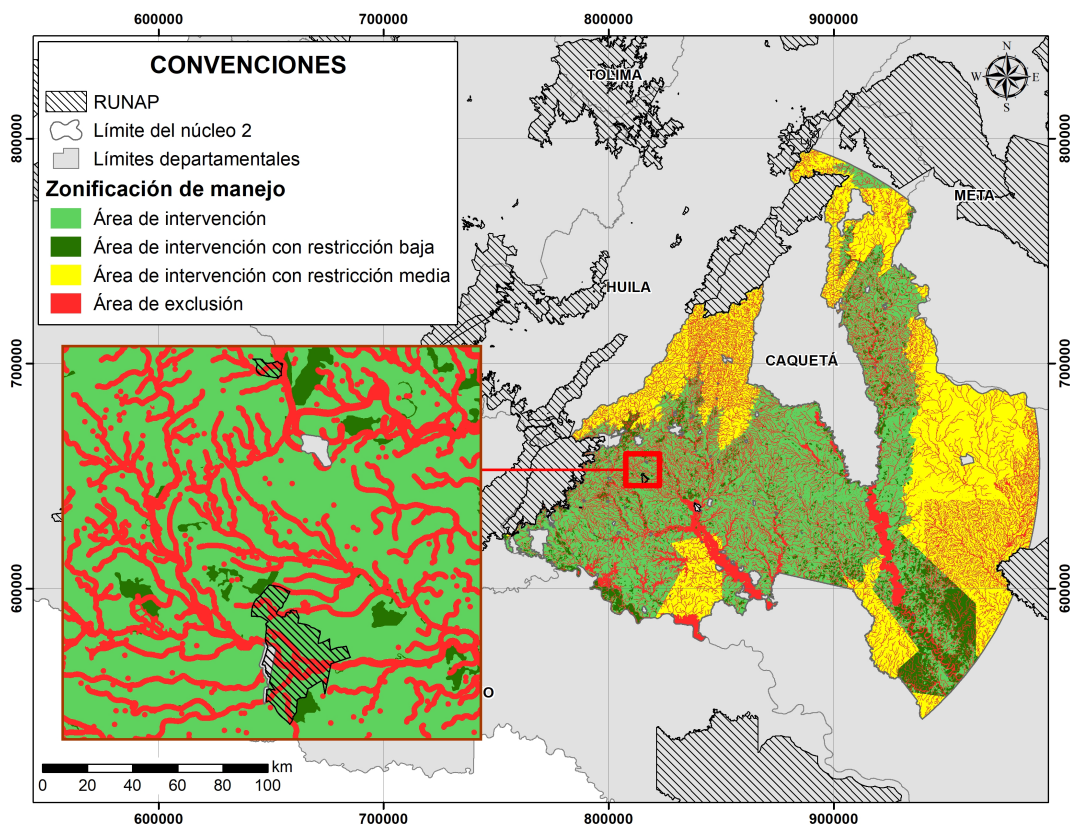 600000 700000 800000 900000
CONVENCIONES
RUNAP
Límite del núcleo 2
Límites departamentales
Zonificación de manejo
Área de intervención
Área de intervención con restricción baja
Área de intervención con restricción media
Área de exclusión
TOLIMA
N
W E
S
META
HUILA
CAQUETÁ
O
800000 800000
700000 700000
600000 600000
km
0 20 40 60 80 100
600000 700000 800000 900000